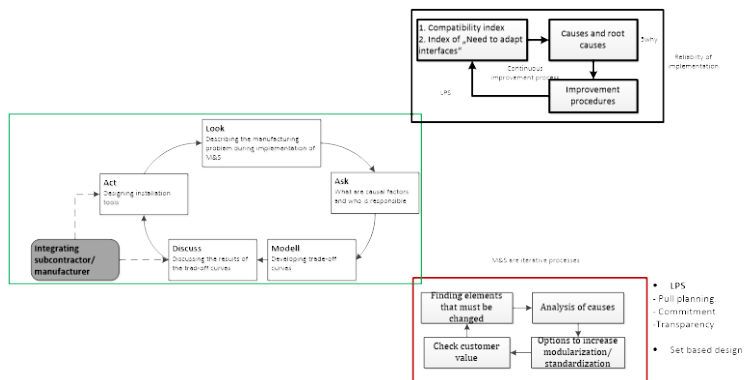 1. Compatibility index
2. Index of „Need to adapt
interfaces“
Causes and root
causes
5why
Reliability of
implementation
Continuous
improvement process
LPS
Improvement
procedures
Look
Describing the manufacturing
problem during implementation of
M&S
Act
Designing installation
tools
Ask
What are causal factors
and who is responsible
Integrating
subcontractor/
manufacturer
Discuss
Discussing the results of
the trad-off curves
Modell
Developing trade-off
curves
M&S are iterative processes
Finding elements
that must be
changed
Analysis of causes
Check customer
value
Options to increase
modularization/
standardization
• LPS
- Pull planning.
- Commitment
-Transparency
• Set based design